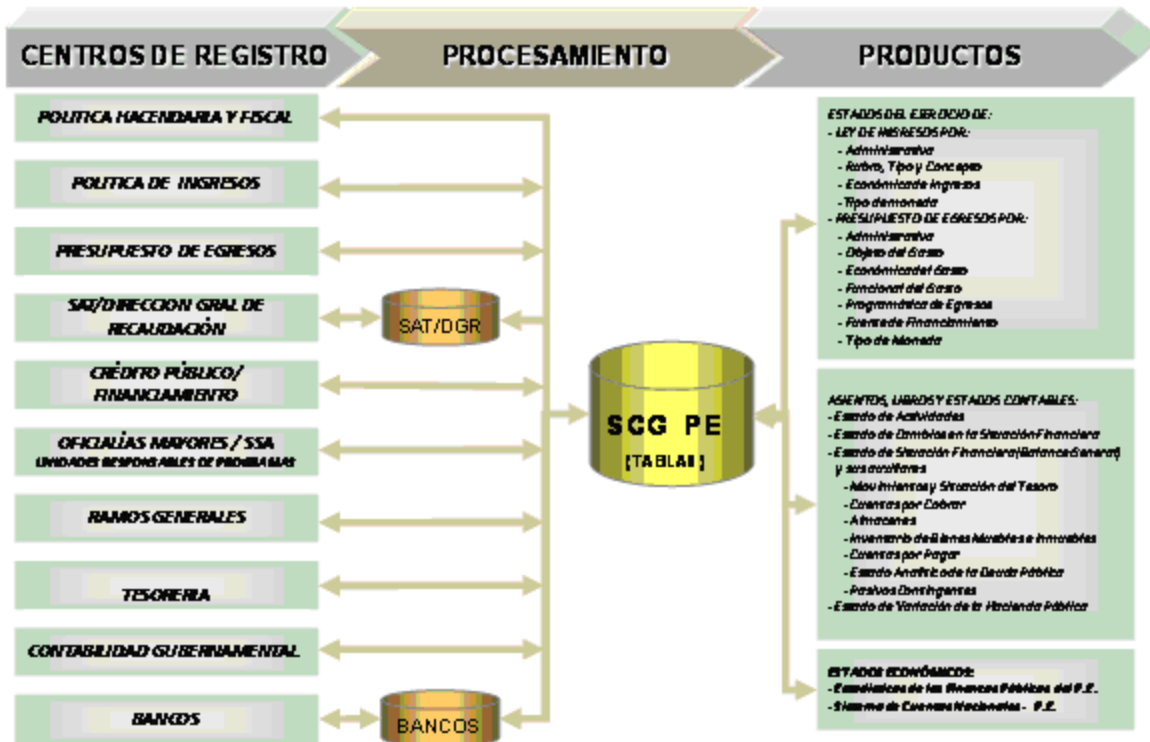 CENTROS DE REGISTRO
PROCESAMIENTO
PRODUCTOS
POLITICA HACENDARIA Y FISCAL
POLITICA DE INGRESOS
PRESUPUESTO DE EGRESOS
SAT/DIRECCION GRAL DE
RECAUDACIÓN
CRÉDITO PÚBLICO/
FINANCIAMIENTO
OFICIALÍAS MAYORES / SSA
UNIDADES RESPONSABLES DE PROGRAMAS
RAMOS GENERALES
TESORERIA
CONTABILIDAD GUBERNAMENTAL
BANCOS
SAT/DGR
BANCOS
SCG PE
(TABLAS)
ESTADOS DEL EJERCICIO DE:
- LEY DE INGRESOS POR:
- Administrativa
- Rubro, Tipo y Concepto
- Económica de Ingresos
- Tipo de moneda
- PRESUPUESTO DE EGRESOS POR:
- Administrativa
- Objeto del Gasto
- Económica del Gasto
- Funcional del Gasto
- Programática de Egresos
- Fuente de Financiamiento
- Tipo de Moneda
ASIENTOS, LIBROS Y ESTADOS CONTABLES:
- Estado de Actividades
- Estado de Cambios en la Situación Financiera
- Estado de Situación Financiera (Balance General)
y sus auxiliares
- Movimientos y Situación del Tesoro
- Cuentas por Cobrar
- Almacenes
- Inventario de Bienes Muebles e Inmuebles
- Cuentas por Pagar
- Estado Analítico de la Deuda Pública
- Pasivos Contingentes
- Estado de Variación de la Hacienda Pública
ESTADOS ECONÓMICOS:
- Estadísticas de las Finanzas Públicas del P.E.
- Sistema de Cuentas Nacionales - P.E.